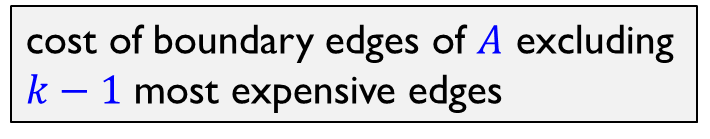 cost of boundary edges of A excluding
k − 1 most expensive edges